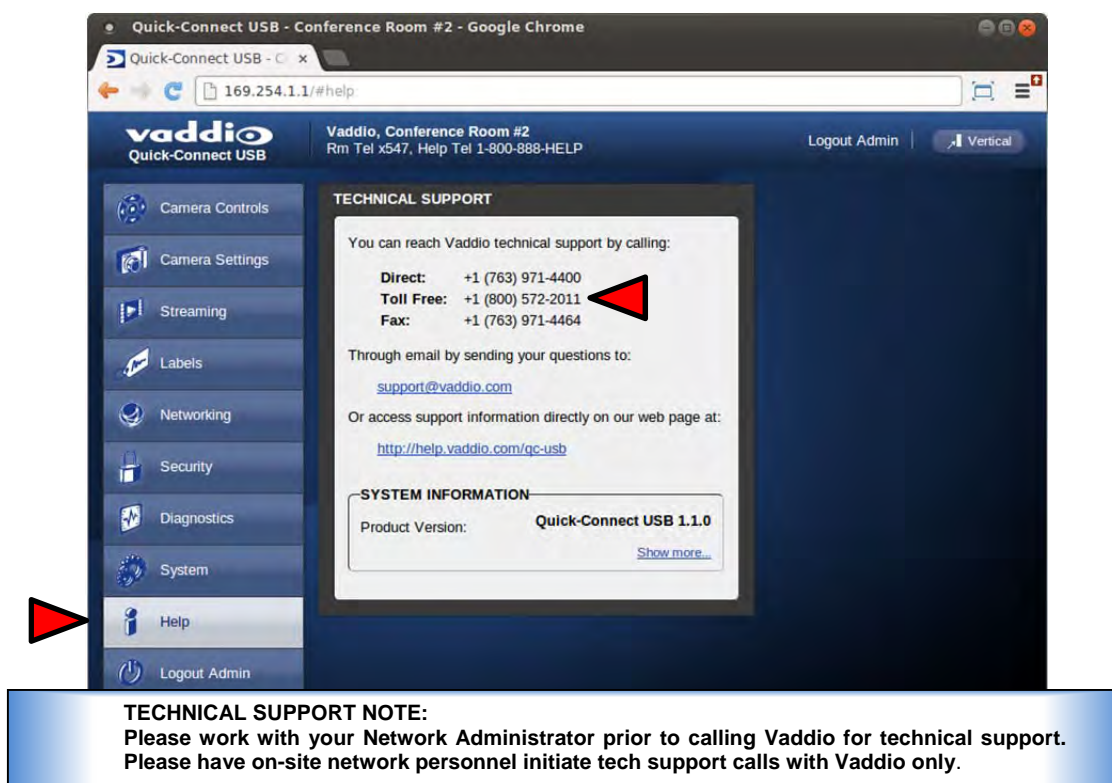 Quick-Connect USB - Conference Room #2 - Google Chrome
Quick-Connect USB - C
169.254.1.1/#help
vaddio
Quick-Connect USB
Vaddio, Conference Room #2
Rm Tel x547, Help Tel 1-800-888-HELP
Logout Admin
Vertical
Camera Controls
Camera Settings
Streaming
Labels
Networking
Security
Diagnostics
System
Help
Logout Admin
TECHNICAL SUPPORT
You can reach Vaddio technical support by calling:
Direct: +1 (763) 971-4400
Toll Free: +1 (800) 572-2011
Fax: +1 (763) 971-4464
Through email by sending your questions to:
support@vaddio.com
Or access support information directly on our web page at:
http://help.vaddio.com/qc-usb
SYSTEM INFORMATION
Product Version: Quick-Connect USB 1.1.0
Show more...
TECHNICAL SUPPORT NOTE:
Please work with your Network Administrator prior to calling Vaddio for technical support.
Please have on-site network personnel initiate tech support calls with Vaddio only.